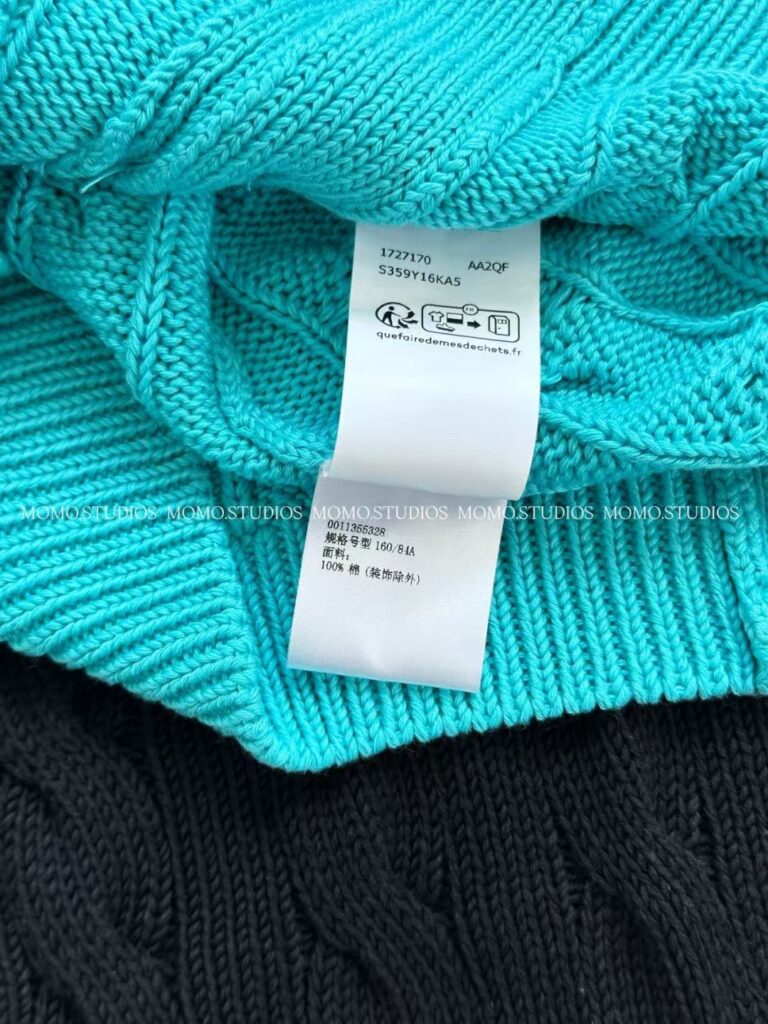 1727170 AA2QF
S359Y16KA5
FR
quefairedemesdechets.fr
MOMO.STUDIOS MOMO.STUDIOS MOMO.STUDIOS MOMO.STUDIOS MOMO.STUDIOS
0011355328
规格号型 160/84A
面料:
100% 棉 (装饰除外)